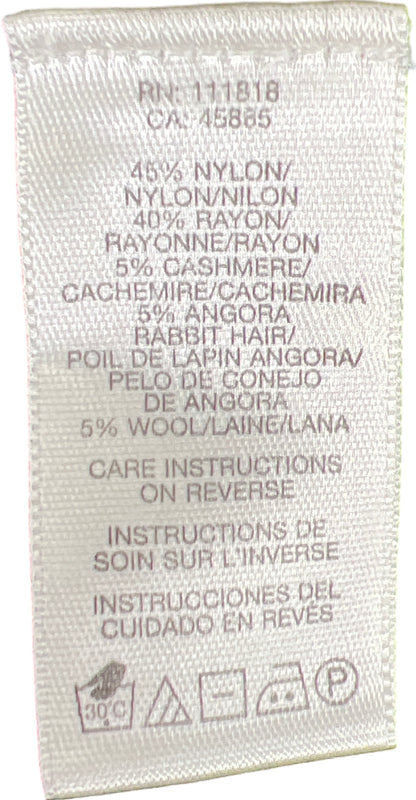 RN: 111818
CA: 45885
45% NYLON/
NYLON/NILON
40% RAYON/
RAYONNE/RAYON
5% CASHMERE/
CACHEMIRE/CACHEMIRA
5% ANGORA
RABBIT HAIR/
POIL DE LAPIN ANGORA/
PELO DE CONEJO
DE ANGORA
5% WOOL/LAINE/LANA
CARE INSTRUCTIONS
ON REVERSE
INSTRUCTIONS DE
SOIN SUR L'INVERSE
INSTRUCCIONES DEL
CUIDADO EN REVÉS
30°C P